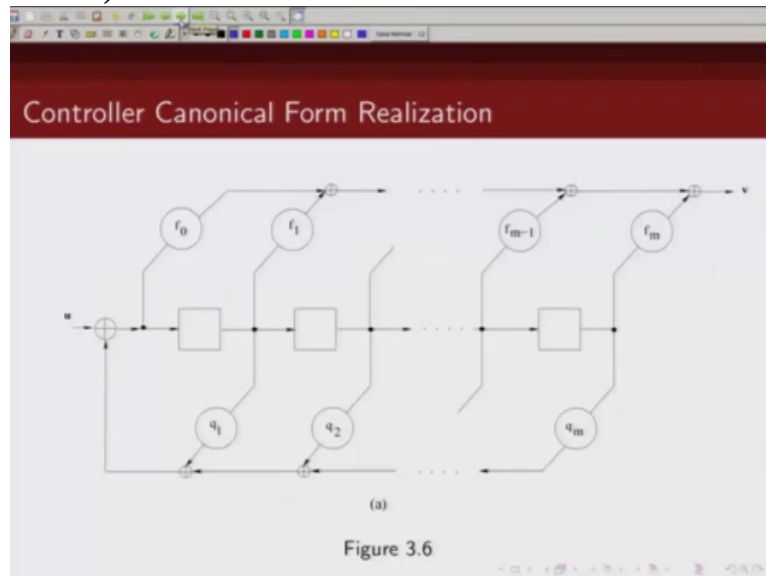 Controller Canonical Form Realization
f0 f1 fm−1 fm
v
u
q1 q2 qm
(a)
Figure 3.6